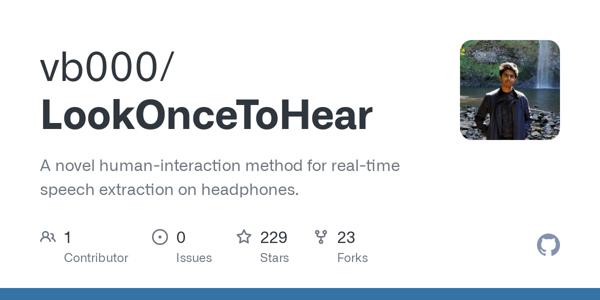 vb000/
LookOnceToHear
A novel human-interaction method for real-time
speech extraction on headphones.
1
Contributor
0
Issues
229
Stars
23
Forks